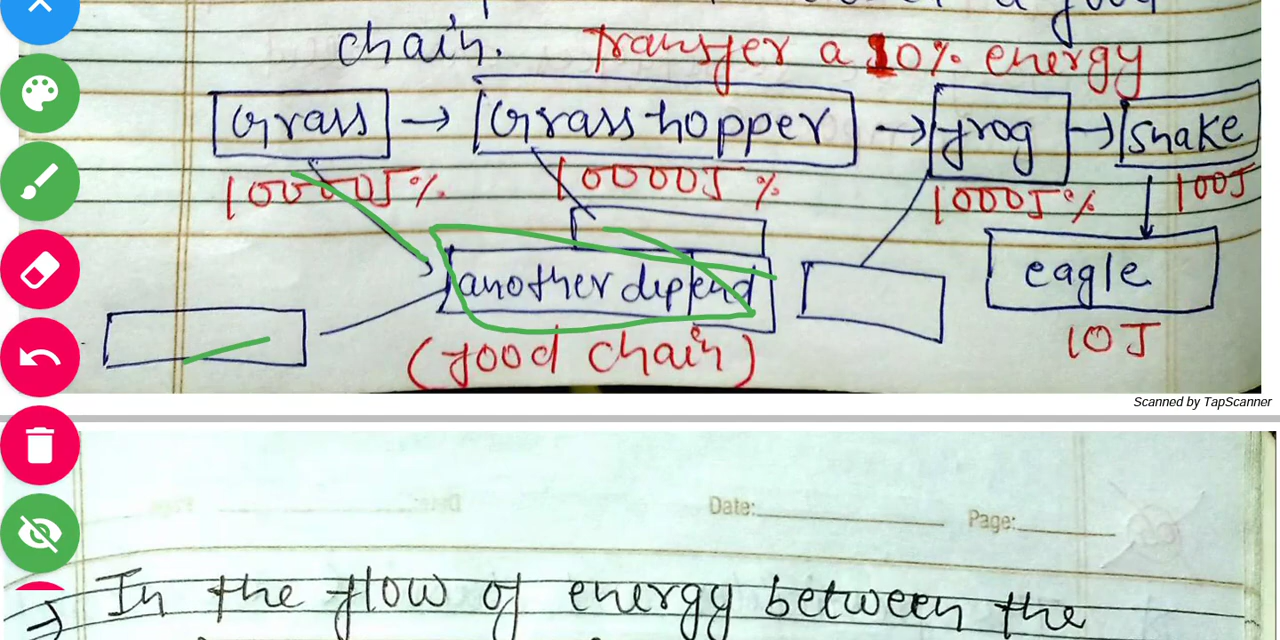 chain. Transfer a 10% energy
Grass → Grass hopper → frog → snake
100000J% 10000J % 1000J% 100J
another depend eagle
(food chain) 10J
Scanned by TapScanner
Date: Page:
⇒ In the flow of energy between the